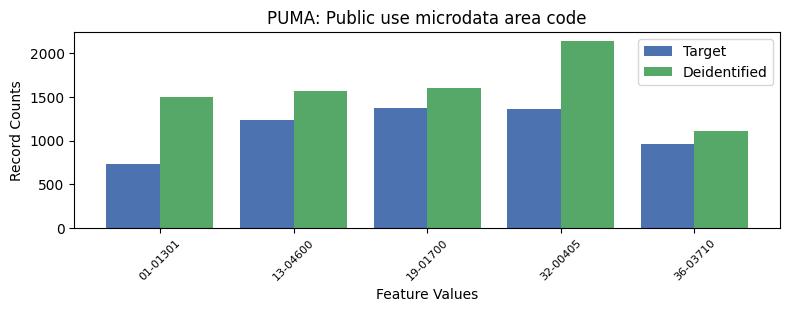 PUMA: Public use microdata area code
Target
Deidentified
Record Counts
2000
1500
1000
500
0
01-01301
13-04600
19-01700
32-00405
36-03710
Feature Values